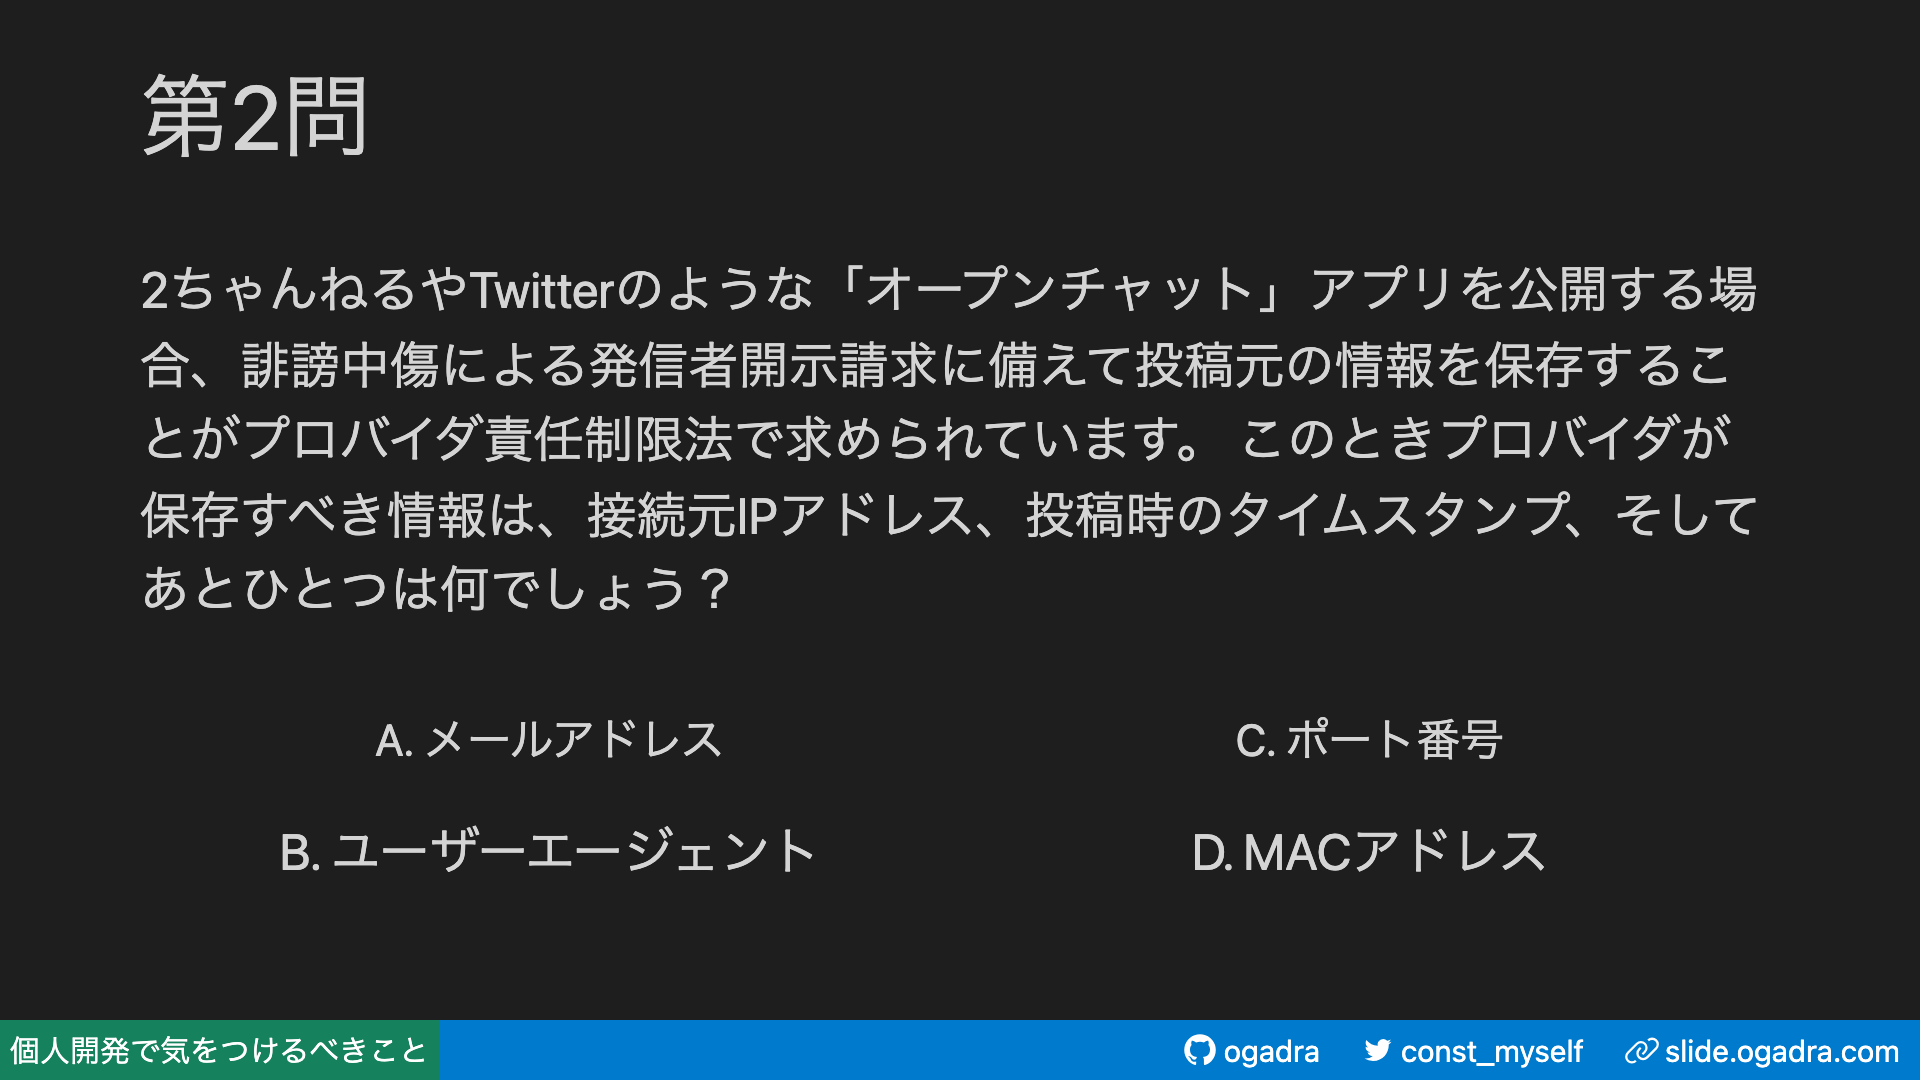 第2問
2ちゃんねるやTwitterのような「オープンチャット」アプリを公開する場
合、誹謗中傷による発信者開示請求に備えて投稿元の情報を保存するこ
とがプロバイダ責任制限法で求められています。 このときプロバイダが
保存すべき情報は、接続元IPアドレス、投稿時のタイムスタンプ、そして
あとひとつは何でしょう？
A. メールアドレス
C. ポート番号
B. ユーザーエージェント
D. MACアドレス
個人開発で気をつけるべきこと
ogadra
const_myself
slide.ogadra.com